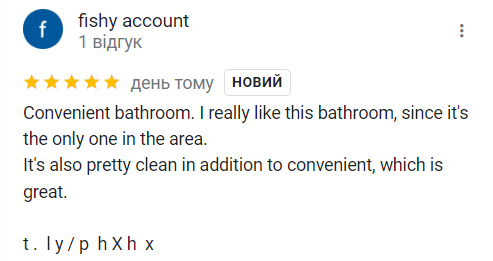 f
fishy account
1 відгук
день тому НОВИЙ
Convenient bathroom. I really like this bathroom, since it's
the only one in the area.
It's also pretty clean in addition to convenient, which is
great.
t .  l y / p  h X h  x